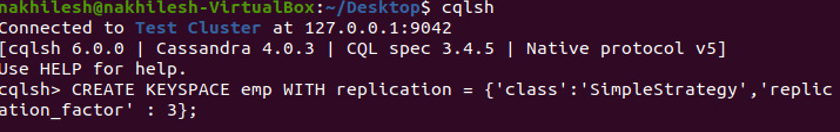 nakhilesh@nakhilesh-VirtualBox:~/Desktop$ cqlsh
Connected to Test Cluster at 127.0.0.1:9042
[cqlsh 6.0.0 | Cassandra 4.0.3 | CQL spec 3.4.5 | Native protocol v5]
Use HELP for help.
cqlsh> CREATE KEYSPACE emp WITH replication = {'class':'SimpleStrategy','replic
ation_factor' : 3};